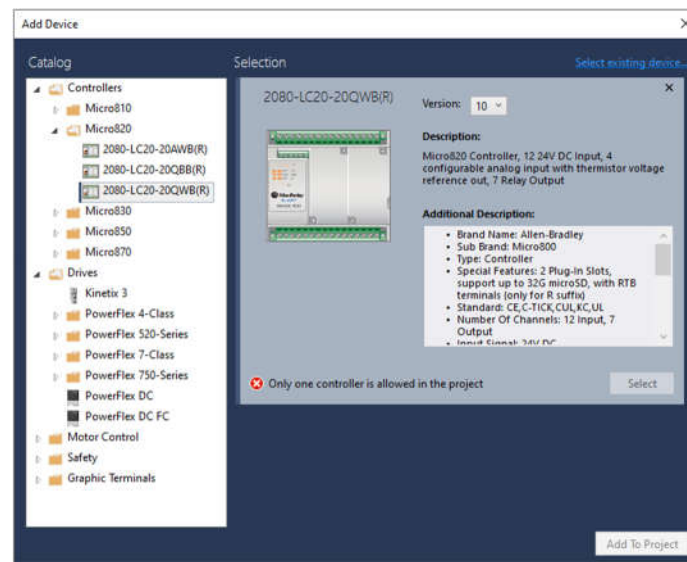 Add Device
Catalog
Controllers
Micro810
Micro820
2080-LC20-20AWB(R)
2080-LC20-20QBB(R)
2080-LC20-20QWB(R)
Micro830
Micro850
Micro870
Drives
Kinetix 3
PowerFlex 4-Class
PowerFlex 520-Series
PowerFlex 7-Class
PowerFlex 750-Series
PowerFlex DC
PowerFlex DC FC
Motor Control
Safety
Graphic Terminals
Selection
Select existing device...
2080-LC20-20QWB(R)
Version: 10
Description:
Micro820 Controller, 12 24V DC Input, 4
configurable analog input with thermistor voltage
reference out, 7 Relay Output
Additional Description:
• Brand Name: Allen-Bradley
• Sub Brand: Micro800
• Type: Controller
• Special Features: 2 Plug-In Slots,
support up to 32G microSD, with RTB
terminals (only for R suffix)
• Standard: CE,C-TICK,CUL,KC,UL
• Number Of Channels: 12 Input, 7
Output
• Input Signal: 24V DC
Only one controller is allowed in the project
Select
Add To Project